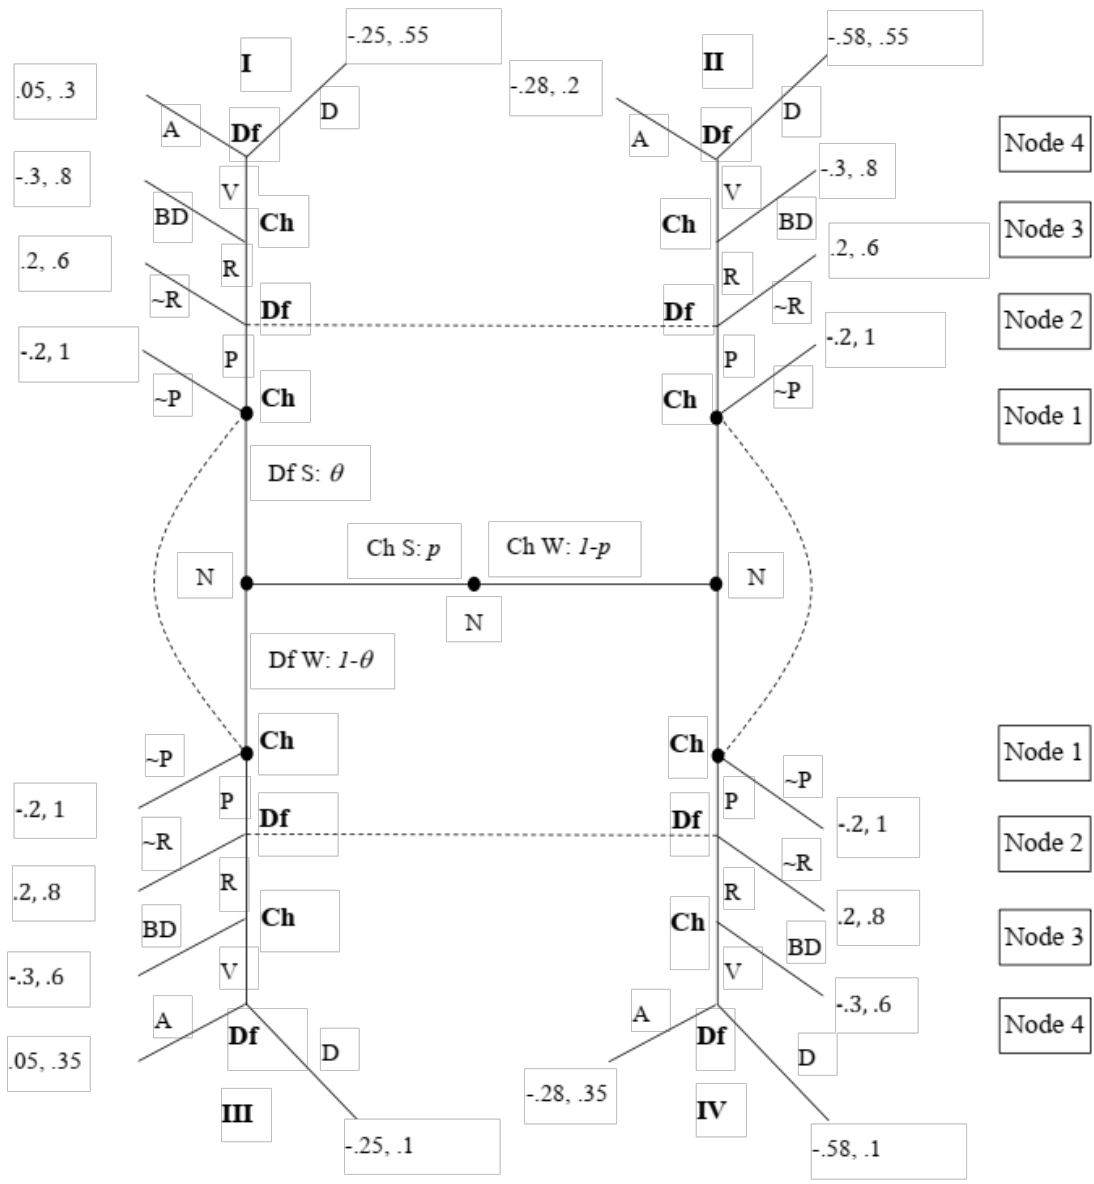 I
-.25, .55
II
-.58, .55
.05, .3
-.28, .2
A
Df
D
A
Df
D
Node 4
-.3, .8
V
V
-.3, .8
BD
Ch
Ch
BD
Node 3
.2, .6
R
R
.2, .6
~R
Df
Df
~R
Node 2
-.2, 1
P
P
-.2, 1
~P
Ch
Ch
~P
Node 1
Df S: θ
Ch S: p
Ch W: 1-p
N
N
N
Df W: 1-θ
~P
Ch
Ch
~P
Node 1
-.2, 1
P
P
-.2, 1
~R
Df
Df
~R
Node 2
.2, .8
R
R
.2, .8
BD
Ch
Ch
BD
Node 3
-.3, .6
V
V
-.3, .6
A
Df
D
A
Df
D
Node 4
.05, .35
-.28, .35
III
-.25, .1
IV
-.58, .1